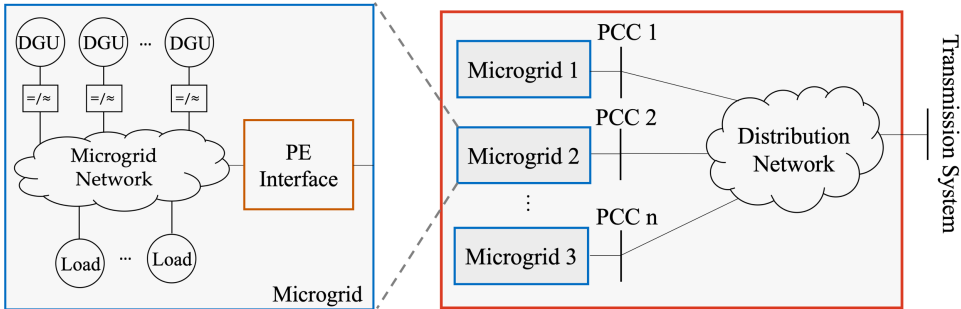 DGU DGU ... DGU
=/≈ =/≈ =/≈
Microgrid
Network
PE
Interface
Load ... Load
Microgrid
PCC 1
Microgrid 1
PCC 2
Microgrid 2
⋮
PCC n
Microgrid 3
Distribution
Network
Transmission System